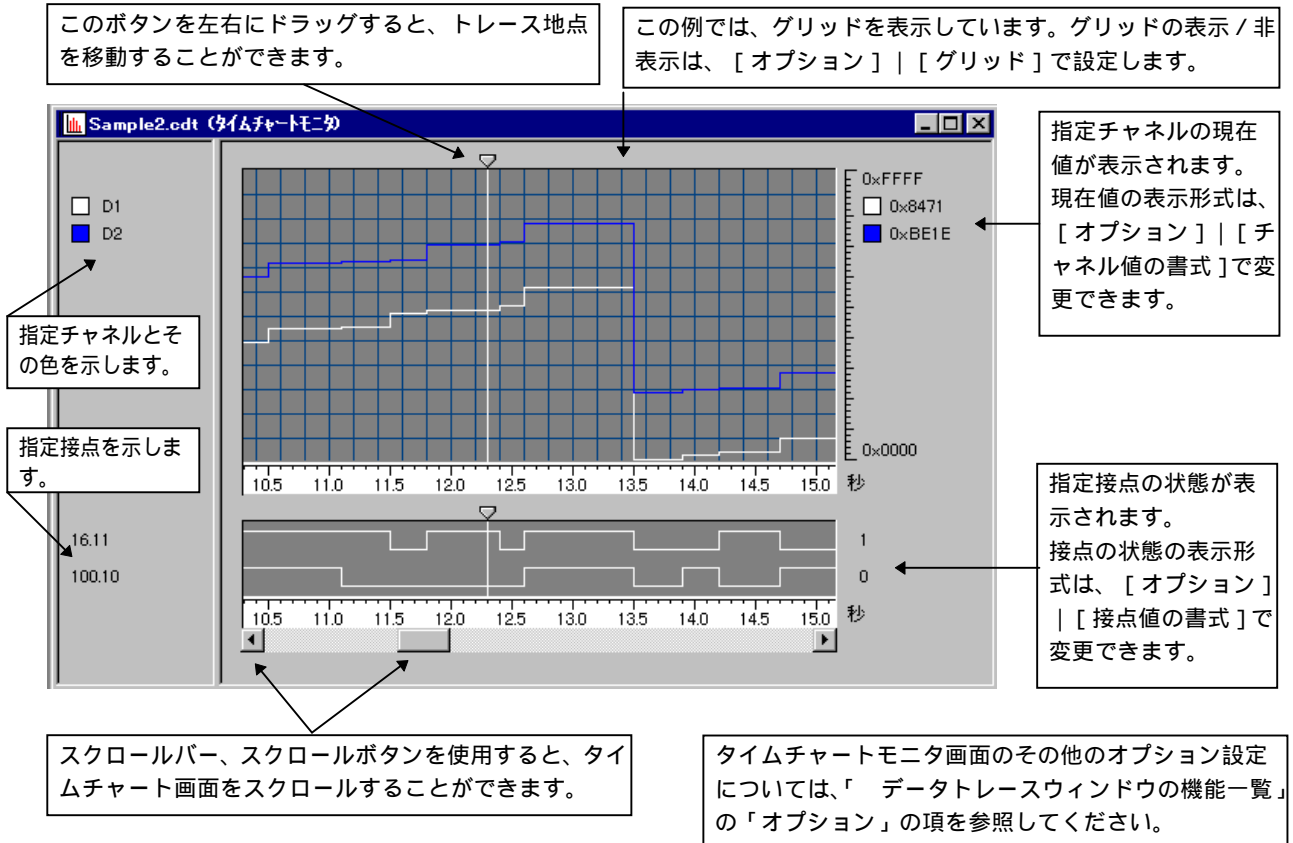 このボタンを左右にドラッグすると、トレース地点
を移動することができます。
この例では、グリッドを表示しています。グリッドの表示 / 非
表示は、[ オプション ] | [ グリッド ] で設定します。
Sample2.cdt (ﾀｲﾑﾁｬｰﾄﾓﾆﾀ)
D1
D2
0xFFFF
0x8471
0xBE1E
0x0000
指定チャネルの現在
値が表示されます。
現在値の表示形式は、
[ オプション ] | [ チ
ャネル値の書式 ] で変
更できます。
指定チャネルとそ
の色を示します。
指定接点を示しま
す。
10.5 11.0 11.5 12.0 12.5 13.0 13.5 14.0 14.5 15.0 秒
16.11
1
100.10
0
10.5 11.0 11.5 12.0 12.5 13.0 13.5 14.0 14.5 15.0 秒
指定接点の状態が表
示されます。
接点の状態の表示形
式は、[ オプション ]
| [ 接点値の書式 ] で
変更できます。
スクロールバー、スクロールボタンを使用すると、タイ
ムチャート画面をスクロールすることができます。
タイムチャートモニタ画面のその他のオプション設定
については、「　データトレースウィンドウの機能一覧」
の「オプション」の項を参照してください。